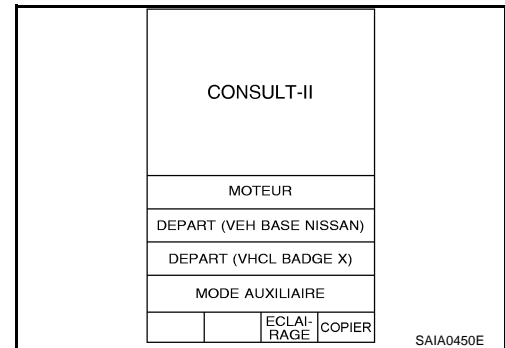 CONSULT-II
MOTEUR
DEPART (VEH BASE NISSAN)
DEPART (VHCL BADGE X)
MODE AUXILIAIRE
ECLAI-
RAGE
COPIER
SAIA0450E